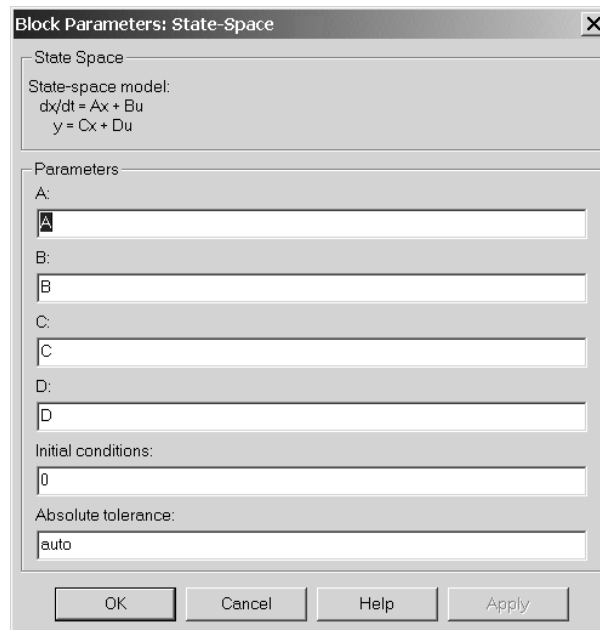 Block Parameters: State-Space
State Space
State-space model:
dx/dt = Ax + Bu
y = Cx + Du
Parameters
A:
A
B:
B
C:
C
D:
D
Initial conditions:
0
Absolute tolerance:
auto
OK Cancel Help Apply